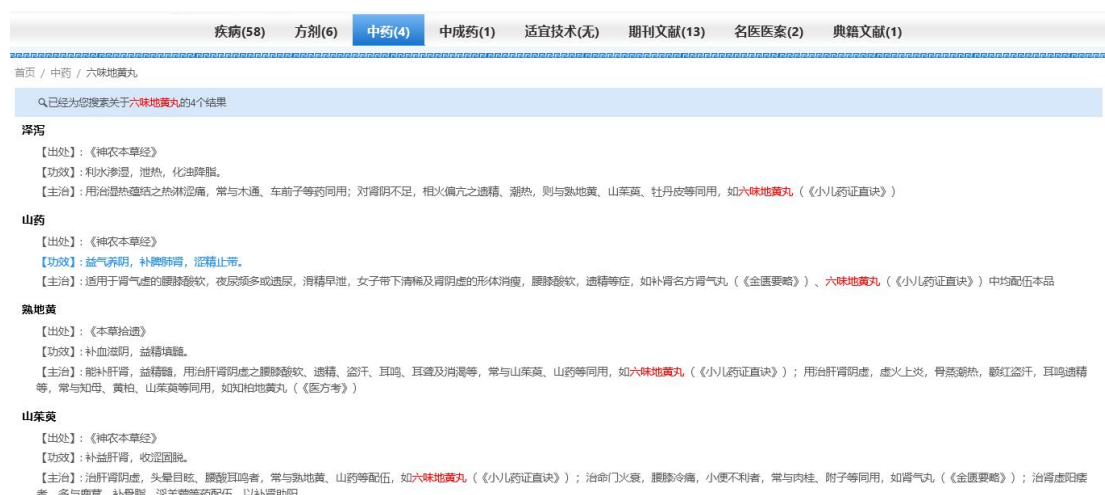 疾病(58) 方剂(6) 中药(4) 中成药(1) 适宜技术(无) 期刊文献(13) 名医医案(2) 典籍文献(1)
首页 / 中药 / 六味地黄丸
已经为您搜素关于六味地黄丸的4个结果
泽泻
【出处】:《神农本草经》
【功效】:利水渗湿，泄热，化浊降脂。
【主治】:用治湿热蕴结之热淋涩痛，常与木通、车前子等药同用；对肾阴不足，相火偏亢之遗精、潮热，则与熟地黄、山茱萸、牡丹皮等同用，如六味地黄丸（《小儿药证直诀》）
山药
【出处】:《神农本草经》
【功效】:益气养阴，补脾肺肾，涩精止带。
【主治】:适用于肾气虚的腰膝酸软，夜尿频多或遗尿，滑精早泄，女子带下清稀及肾阴虚的形体消瘦，腰膝酸软，遗精等症，如补肾名方肾气丸（《金匮要略》）、六味地黄丸（《小儿药证直诀》）中均配伍本品
熟地黄
【出处】:《本草拾遗》
【功效】:补血滋阴，益精填髓。
【主治】:能补肝肾，益精髓，用治肝肾阴虚之腰膝酸软、遗精、盗汗、耳鸣、耳聋及消渴等，常与山茱萸、山药等同用，如六味地黄丸（《小儿药证直诀》）；用治肝肾阴虚，虚火上炎，骨蒸潮热，颧红盗汗，耳鸣遗精
等，常与知母、黄柏、山茱萸等同用，如知柏地黄丸（《医方考》）
山茱萸
【出处】:《神农本草经》
【功效】:补益肝肾，收涩固脱。
【主治】:治肝肾阴虚，头晕目眩、腰酸耳鸣者，常与熟地黄、山药等配伍，如六味地黄丸（《小儿药证直诀》）；治命门火衰，腰膝冷痛，小便不利者，常与肉桂、附子等同用，如肾气丸（《金匮要略》）；治肾虚阳痿
者，多与鹿茸、补骨脂、淫羊藿等药配伍，以补肾助阳